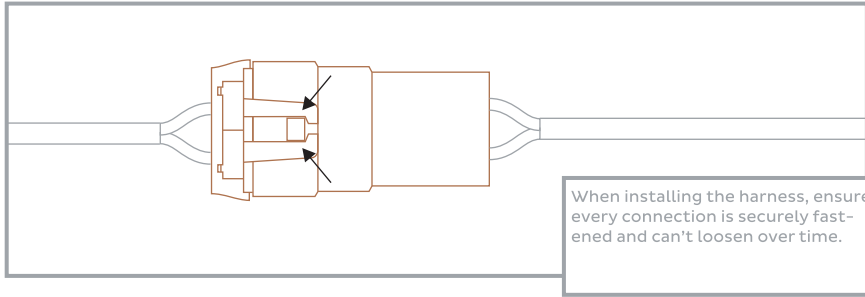 When installing the harness, ensure
every connection is securely fast-
ened and can't loosen over time.